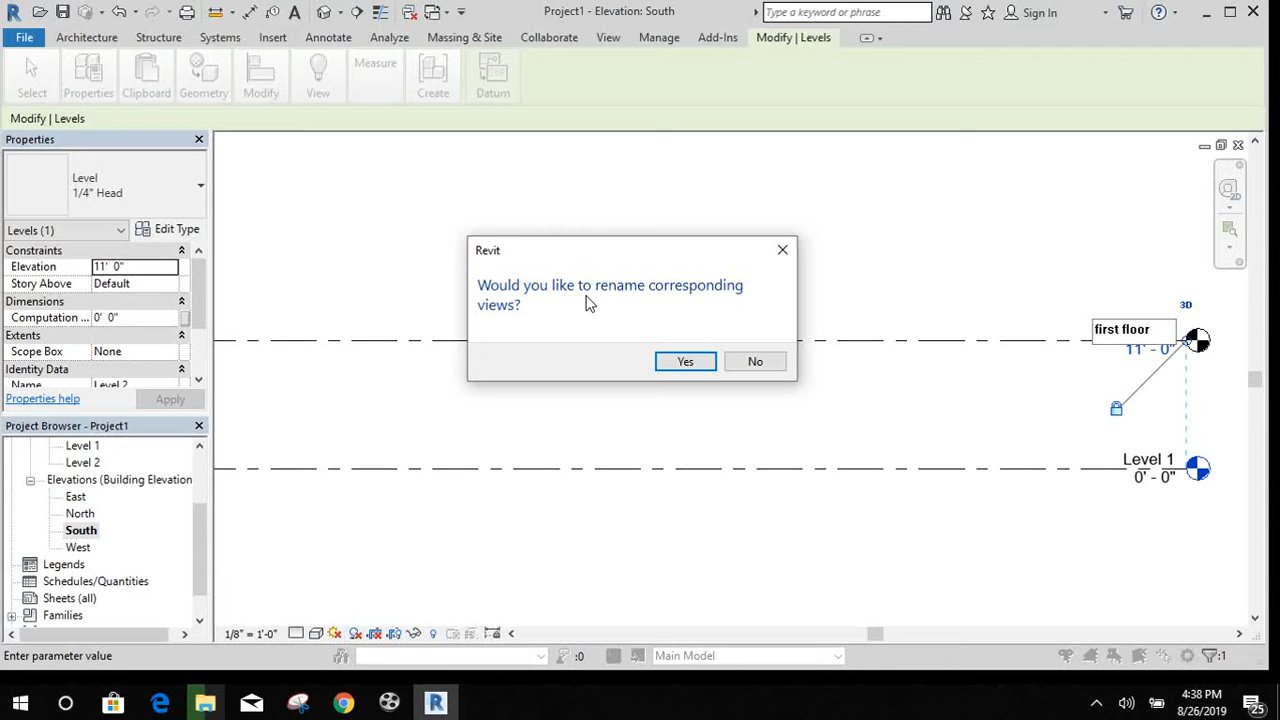 Project1 - Elevation: South
Type a keyword or phrase
Sign In
File
Architecture
Structure
Systems
Insert
Annotate
Analyze
Massing & Site
Collaborate
View
Manage
Add-Ins
Modify | Levels
Select
Properties
Clipboard
Geometry
Modify
View
Measure
Create
Datum
Modify | Levels
Properties
Level
1/4" Head
Levels (1)
Edit Type
Constraints
Elevation
11' 0"
Story Above
Default
Dimensions
Computation ...
0' 0"
Extents
Scope Box
None
Identity Data
Name
Level 2
Properties help
Apply
Project Browser - Project1
Level 1
Level 2
Elevations (Building Elevation
East
North
South
West
Legends
Schedules/Quantities
Sheets (all)
Families
Revit
Would you like to rename corresponding
views?
Yes
No
2D
3D
first floor
11' - 0"
Level 1
0' - 0"
1/8" = 1'-0"
Enter parameter value
:0
Main Model
:1
4:38 PM
8/26/2019
25